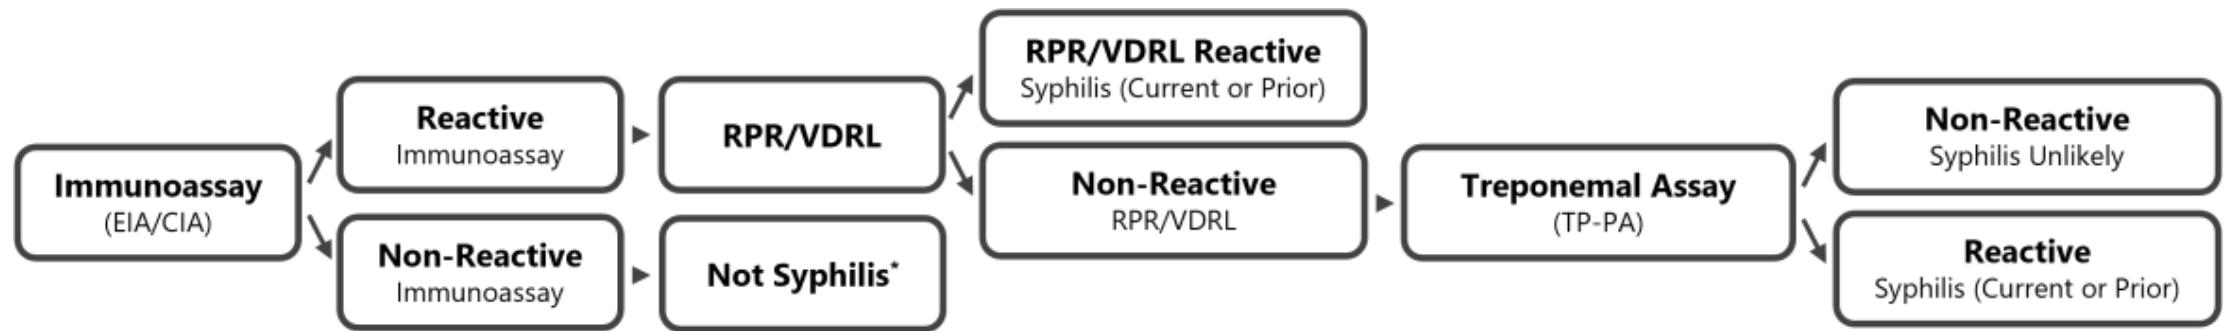 Immunoassay
(EIA/CIA)
Reactive
Immunoassay
Non-Reactive
Immunoassay
RPR/VDRL
Not Syphilis*
RPR/VDRL Reactive
Syphilis (Current or Prior)
Non-Reactive
RPR/VDRL
Treponemal Assay
(TP-PA)
Non-Reactive
Syphilis Unlikely
Reactive
Syphilis (Current or Prior)